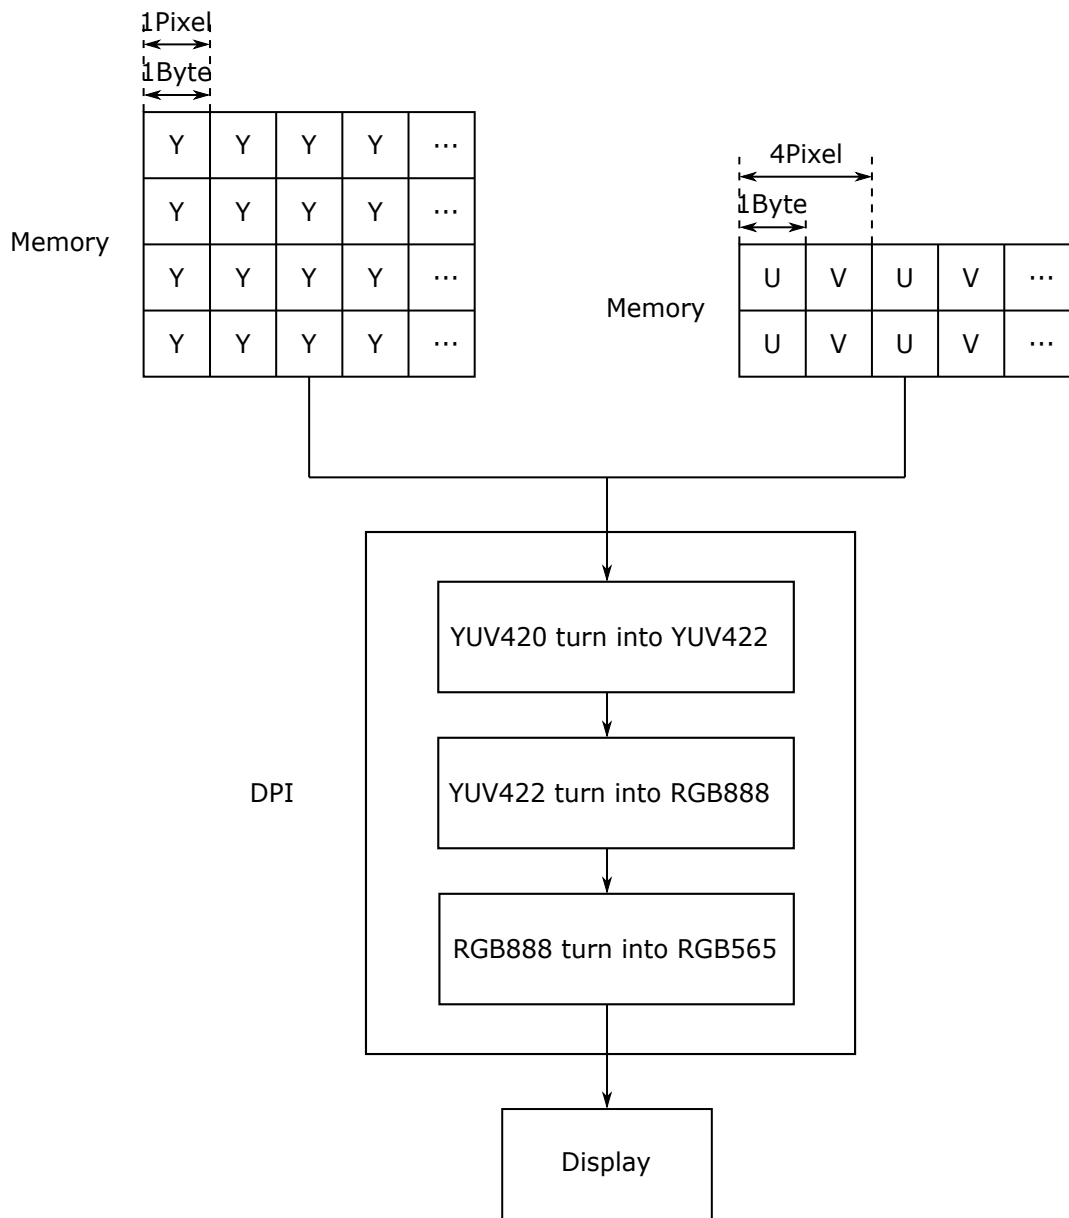 1Pixel
1Byte
Y Y Y Y ...
Y Y Y Y ...
Y Y Y Y ...
Y Y Y Y ...
Memory
4Pixel
1Byte
U V U V ...
U V U V ...
Memory
DPI
YUV420 turn into YUV422
YUV422 turn into RGB888
RGB888 turn into RGB565
Display